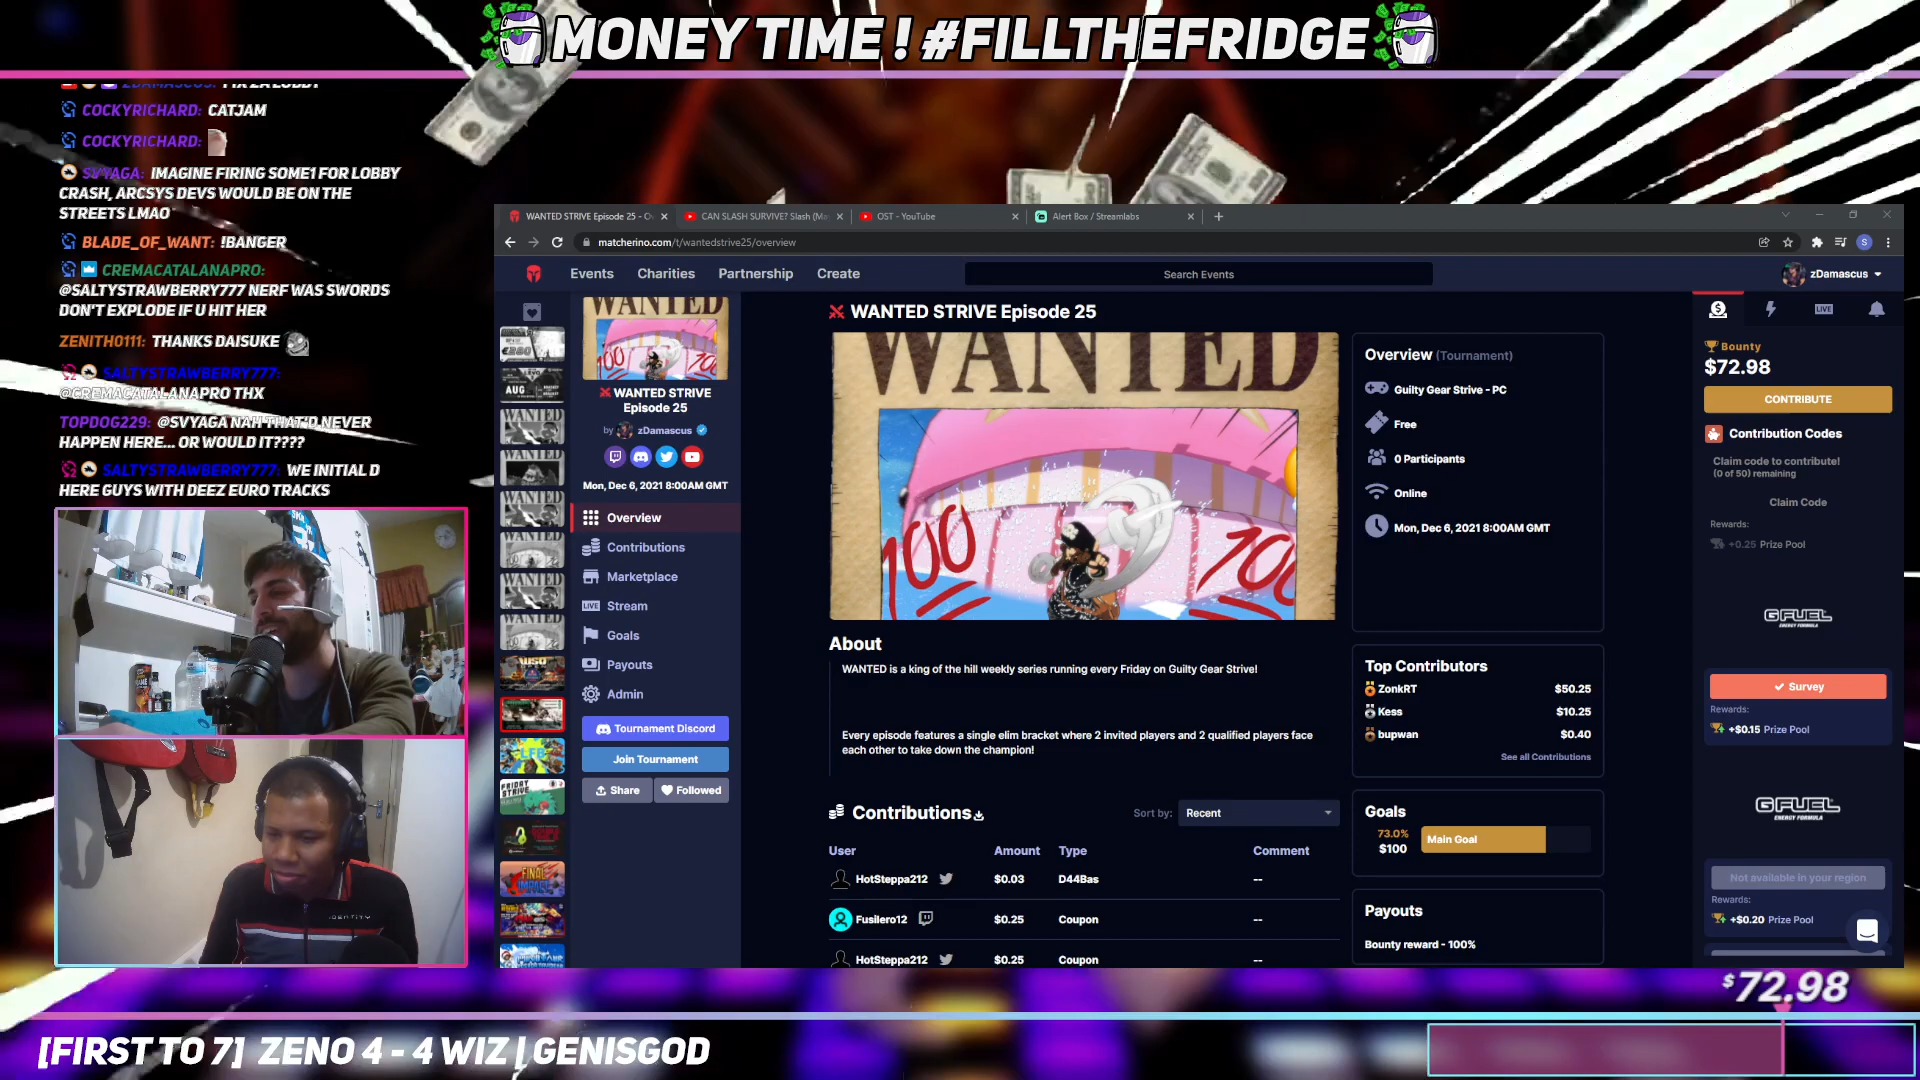 MONEY TIME ! #FILLTHEFRIDGE
COCKYRICHARD: CATJAM
COCKYRICHARD:
SVYAGA: IMAGINE FIRING SOME1 FOR LOBBY
CRASH, ARCSYS DEVS WOULD BE ON THE
STREETS LMAO
BLADE_OF_WANT: !BANGER
CREMACATALANAPRO:
@SALTYSTRAWBERRY777 NERF WAS SWORDS
DON'T EXPLODE IF U HIT HER
ZENITH0111: THANKS DAISUKE
SALTYSTRAWBERRY777:
@CREMACATALANAPRO THX
TOPDOG229: @SVYAGA NAH THAT'D NEVER
HAPPEN HERE... OR WOULD IT????
SALTYSTRAWBERRY777: WE INITIAL D
HERE GUYS WITH DEEZ EURO TRACKS
WANTED STRIVE Episode 25 - O
CAN SLASH SURVIVE? Slash (Ma
OST - YouTube
Alert Box / Streamlabs
matcherino.com/t/wantedstrive25/overview
Events
Charities
Partnership
Create
Search Events
zDamascus
WANTED
WANTED STRIVE
Episode 25
by zDamascus
Mon, Dec 6, 2021 8:00AM GMT
Overview
Contributions
Marketplace
LIVE Stream
Goals
Payouts
Admin
Tournament Discord
Join Tournament
Share
Followed
WANTED STRIVE Episode 25
WANTED
100
100
About
WANTED is a king of the hill weekly series running every Friday on Guilty Gear Strive!
Every episode features a single elim bracket where 2 invited players and 2 qualified players face
each other to take down the champion!
Contributions
Sort by:
Recent
User Amount Type Comment
HotSteppa212 $0.03 D44Bas --
Fusilero12 $0.25 Coupon --
HotSteppa212 $0.25 Coupon --
Overview (Tournament)
Guilty Gear Strive - PC
Free
0 Participants
Online
Mon, Dec 6, 2021 8:00AM GMT
Top Contributors
ZonkRT $50.25
Kess $10.25
bupwan $0.40
See all Contributions
Goals
73.0%
$100
Main Goal
Payouts
Bounty reward - 100%
LIVE
Bounty
$72.98
CONTRIBUTE
Contribution Codes
Claim code to contribute!
(0 of 50) remaining
Claim Code
Rewards:
+0.25 Prize Pool
G FUEL
ENERGY FORMULA
Survey
Rewards:
+$0.15 Prize Pool
G FUEL
ENERGY FORMULA
Not available in your region
Rewards:
+$0.20 Prize Pool
$72.98
[FIRST TO 7] ZENO 4 - 4 WIZ | GENISGOD